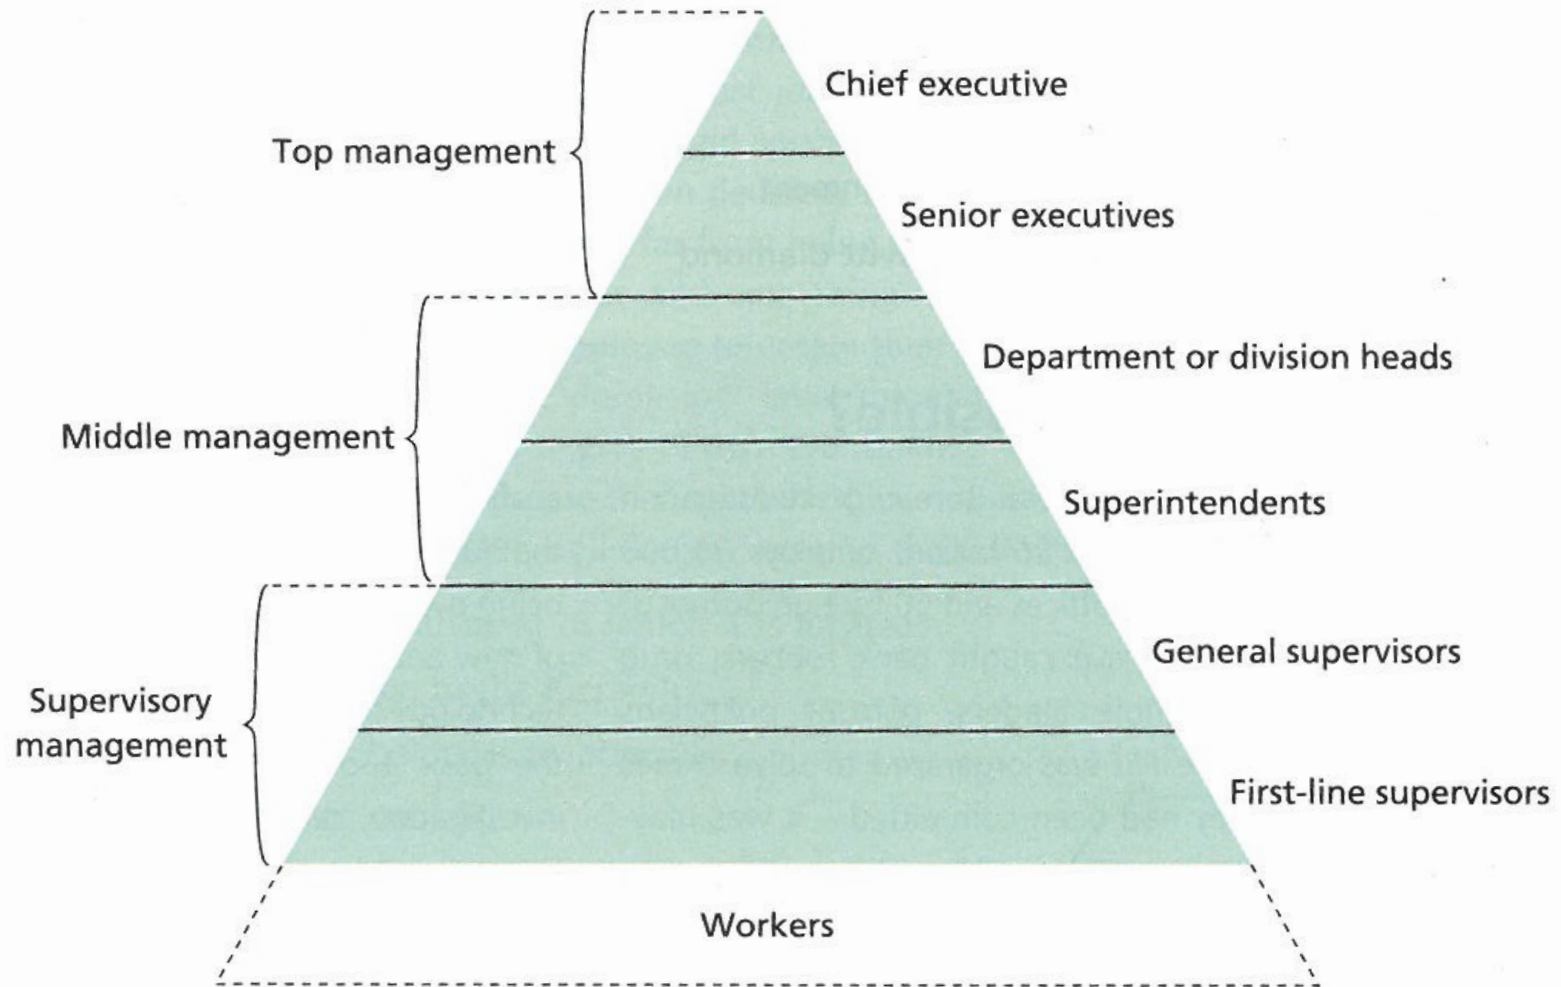 Chief executive
Top management
Senior executives
Department or division heads
Middle management
Superintendents
General supervisors
Supervisory
management
First-line supervisors
Workers